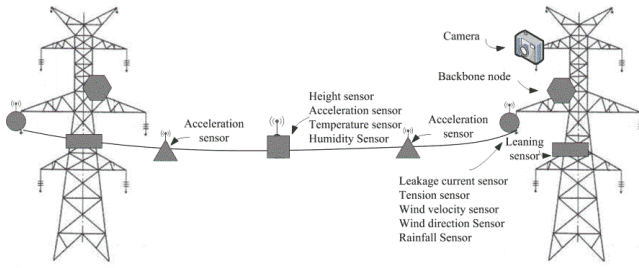 Camera
Backbone node
Height sensor
Acceleration sensor
Temperature sensor
Humidity Sensor
Acceleration
sensor
Acceleration
sensor
Leaning
sensor
Leakage current sensor
Tension sensor
Wind velocity sensor
Wind direction Sensor
Rainfall Sensor